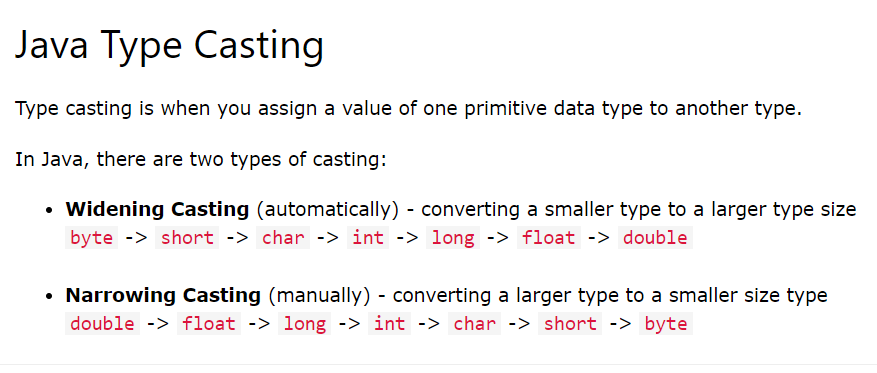 Java Type Casting
Type casting is when you assign a value of one primitive data type to another type.
In Java, there are two types of casting:
• Widening Casting (automatically) - converting a smaller type to a larger type size
byte -> short -> char -> int -> long -> float -> double
• Narrowing Casting (manually) - converting a larger type to a smaller size type
double -> float -> long -> int -> char -> short -> byte